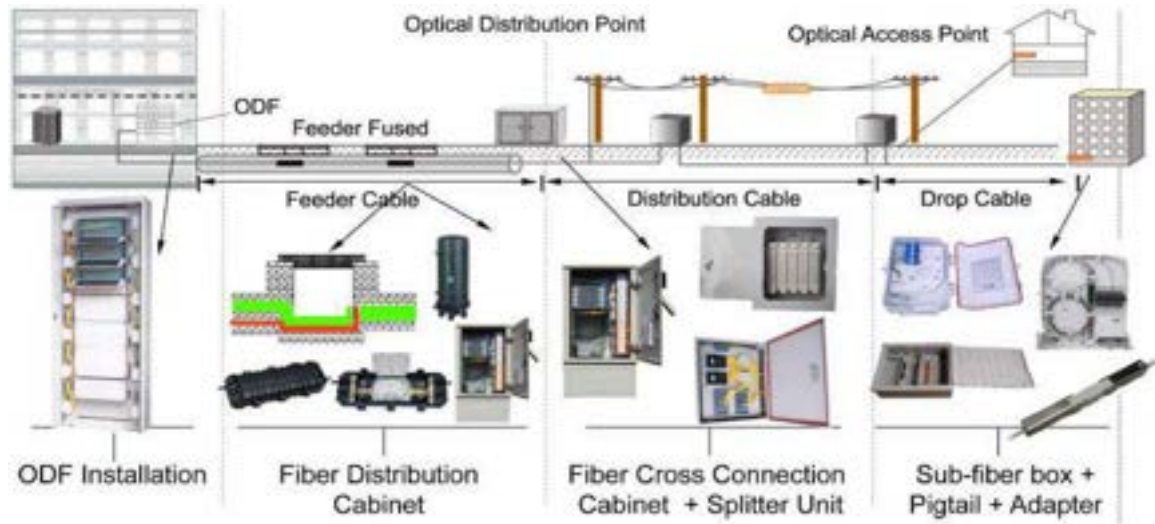 Optical Distribution Point
Optical Access Point
ODF
Feeder Fused
Feeder Cable
Distribution Cable
Drop Cable
ODF Installation
Fiber Distribution
Cabinet
Fiber Cross Connection
Cabinet + Splitter Unit
Sub-fiber box +
Pigtail + Adapter